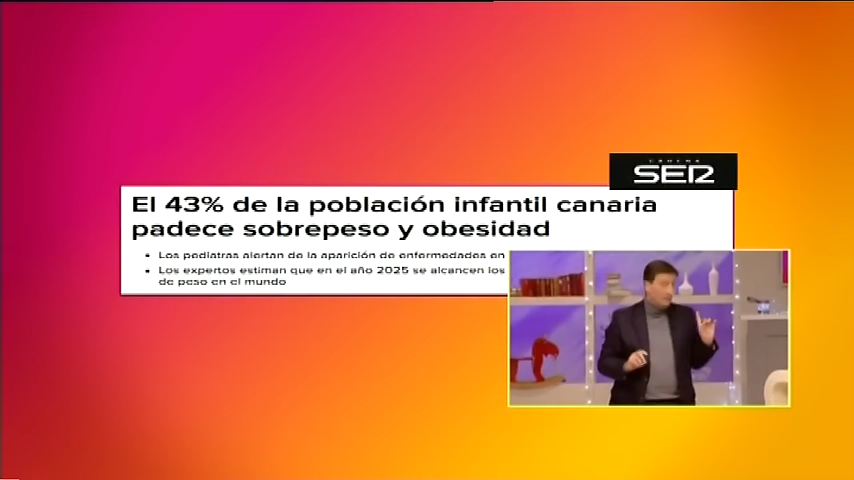 CADENA
SER
El 43% de la población infantil canaria
padece sobrepeso y obesidad
• Los pediatras alertan de la aparición de enfermedades en
• Los expertos estiman que en el año 2025 se alcancen los
de peso en el mundo